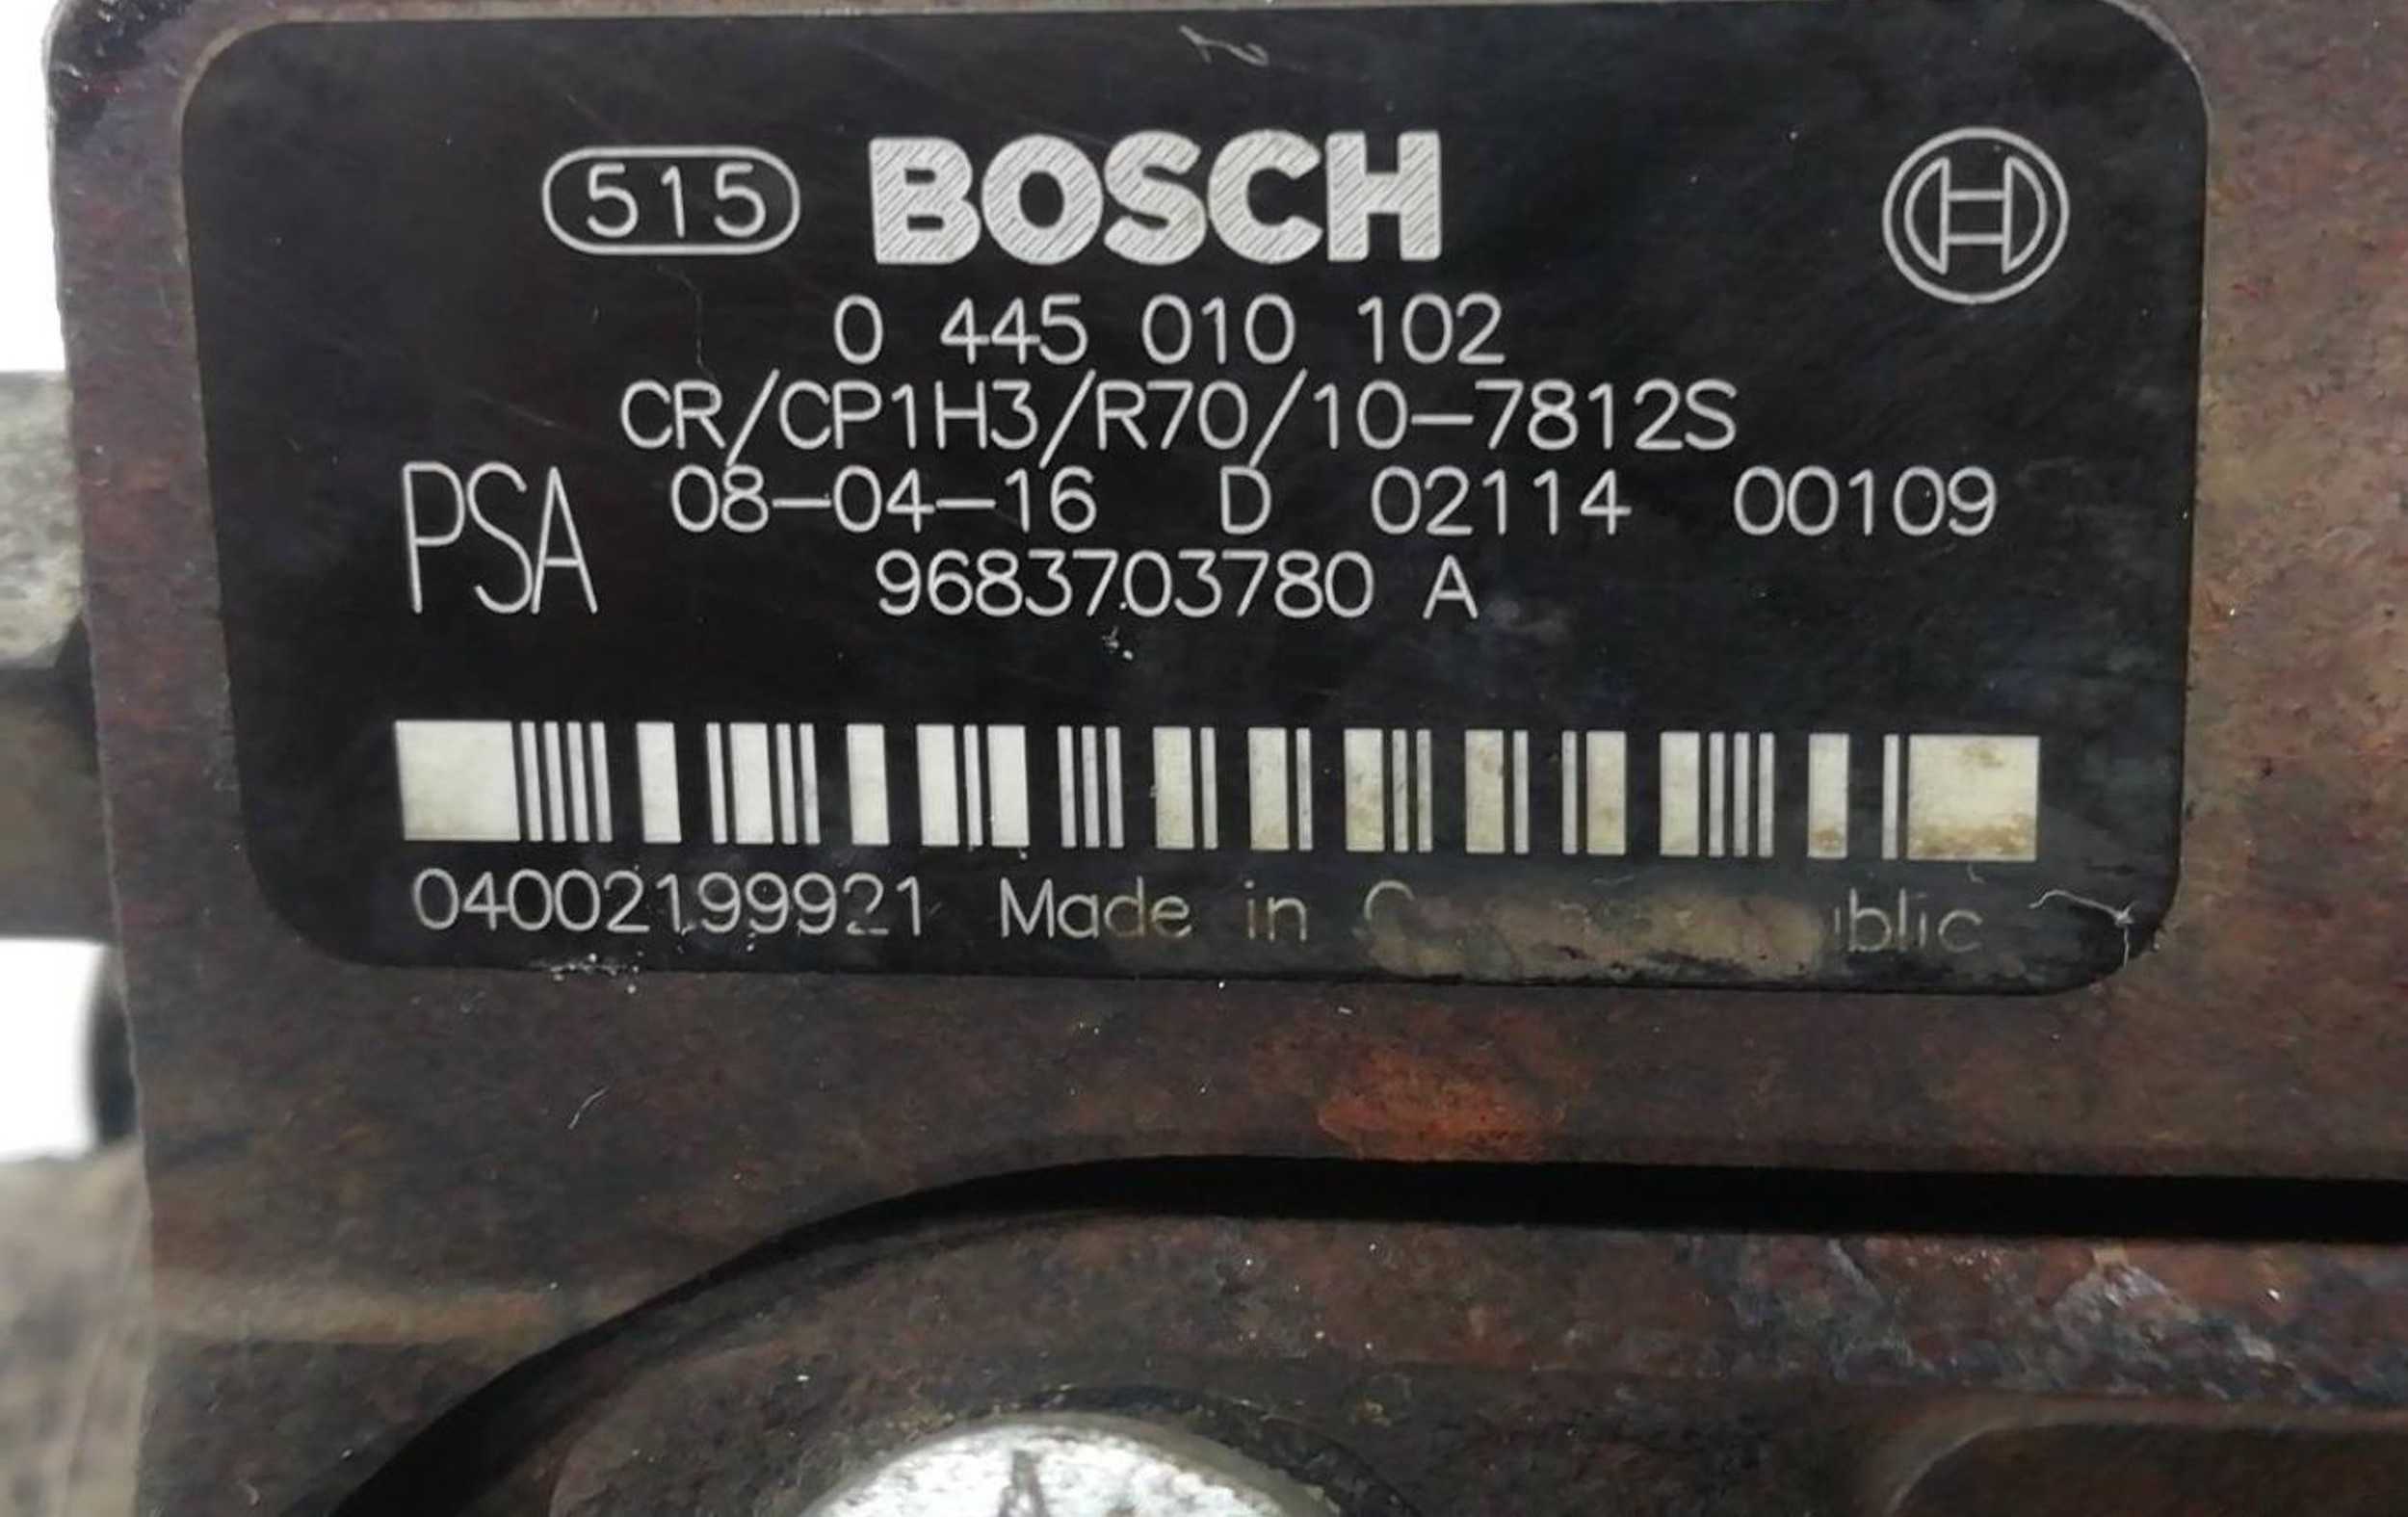 515 BOSCH
0 445 010 102
CR/CP1H3/R70/10-7812S
PSA 08-04-16 D 02114 00109
9683703780 A
04002199921 Made in